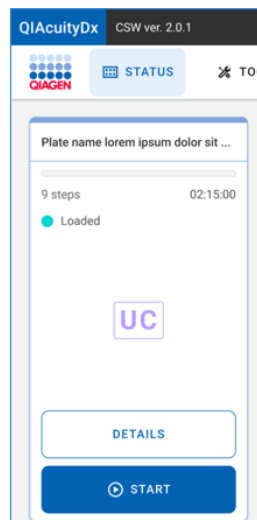 QIAcuityDx CSW ver. 2.0.1
QIAGEN STATUS TO
Plate name lorem ipsum dolor sit ...
9 steps 02:15:00
Loaded
UC
DETAILS
START